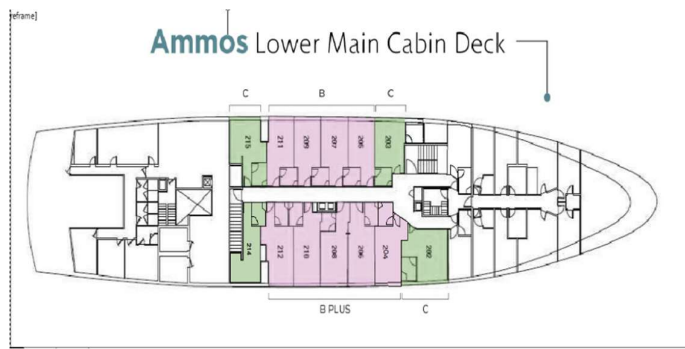 reframe]
Ammos Lower Main Cabin Deck
C B C
215 211 209 207 205 203
214 212 210 208 206 204 202
B PLUS C